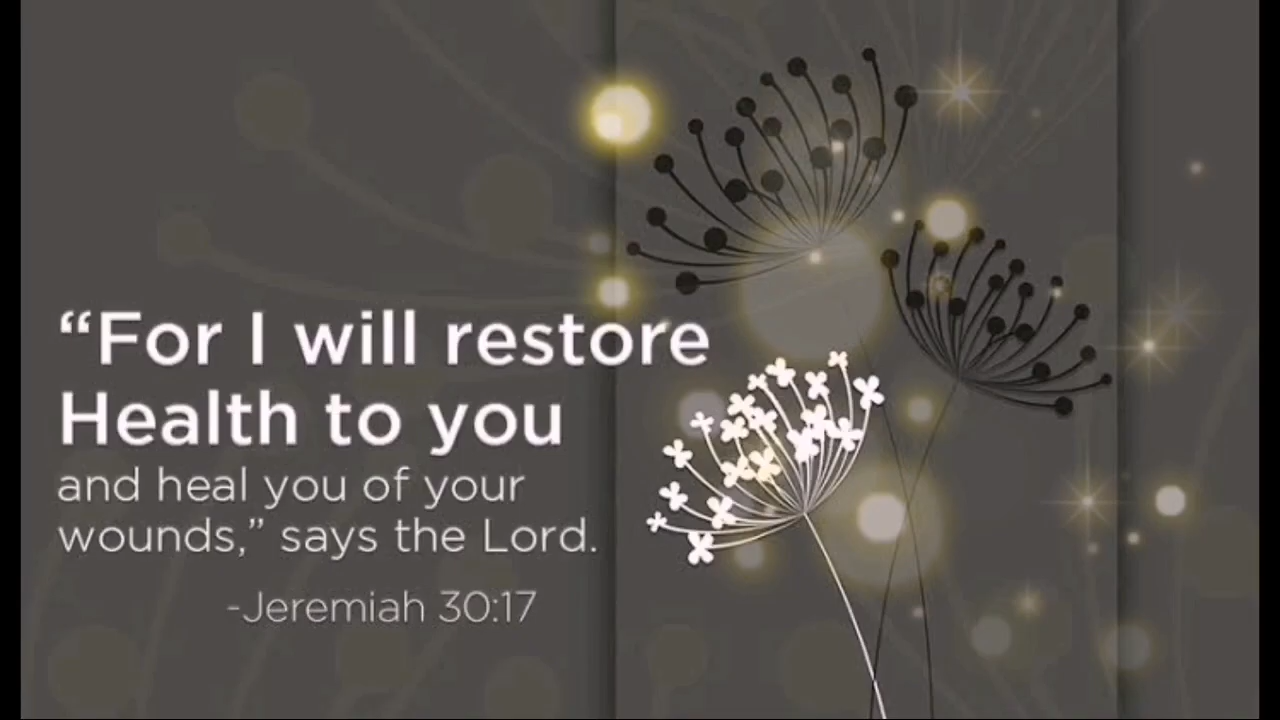 “For I will restore
Health to you
and heal you of your
wounds,” says the Lord.
-Jeremiah 30:17